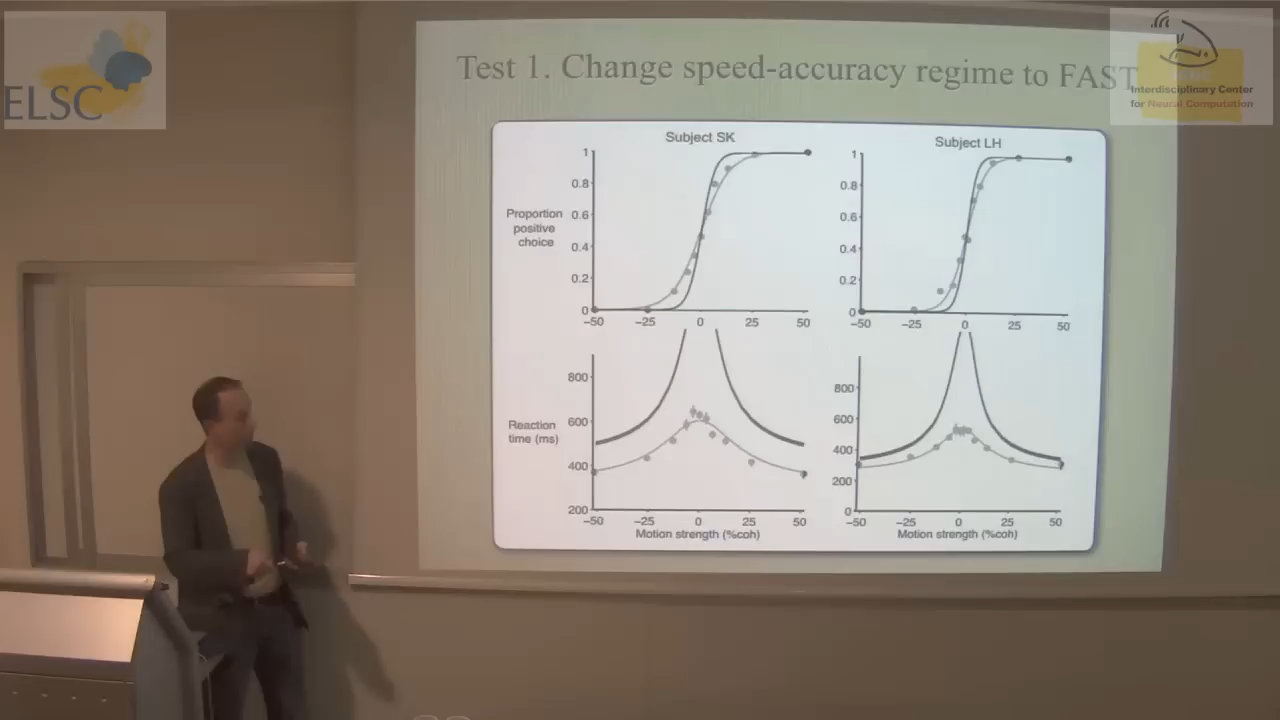 ELSC
Test 1. Change speed-accuracy regime to FAST
Interdisciplinary Center
for Neural Computation
Subject SK
Subject LH
Proportion
positive
choice
1
0.8
0.6
0.4
0.2
0
−50 −25 0 25 50
1
0.8
0.6
0.4
0.2
0
−50 −25 0 25 50
Reaction
time (ms)
800
600
400
200
−50 −25 0 25 50
Motion strength (%coh)
800
600
400
200
0
−50 −25 0 25 50
Motion strength (%coh)